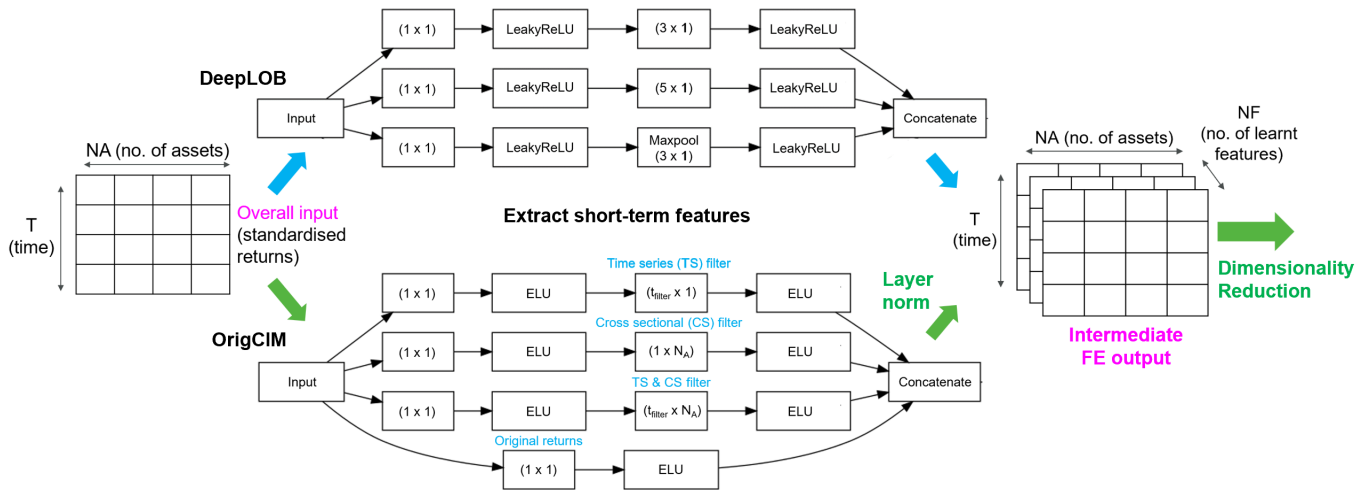 DeepLOB
Input
(1 x 1)
LeakyReLU
(3 x 1)
LeakyReLU
(1 x 1)
LeakyReLU
(5 x 1)
LeakyReLU
(1 x 1)
LeakyReLU
Maxpool
(3 x 1)
LeakyReLU
Concatenate
NA (no. of assets)
T
(time)
Overall input
(standardised
returns)
Extract short-term features
OrigCIM
Input
(1 x 1)
ELU
Time series (TS) filter
(tfilter x 1)
ELU
(1 x 1)
ELU
Cross sectional (CS) filter
(1 x NA)
ELU
(1 x 1)
ELU
TS & CS filter
(tfilter x NA)
ELU
Original returns
(1 x 1)
ELU
Concatenate
Layer
norm
NA (no. of assets)
NF
(no. of learnt
features)
T
(time)
Intermediate
FE output
Dimensionality
Reduction